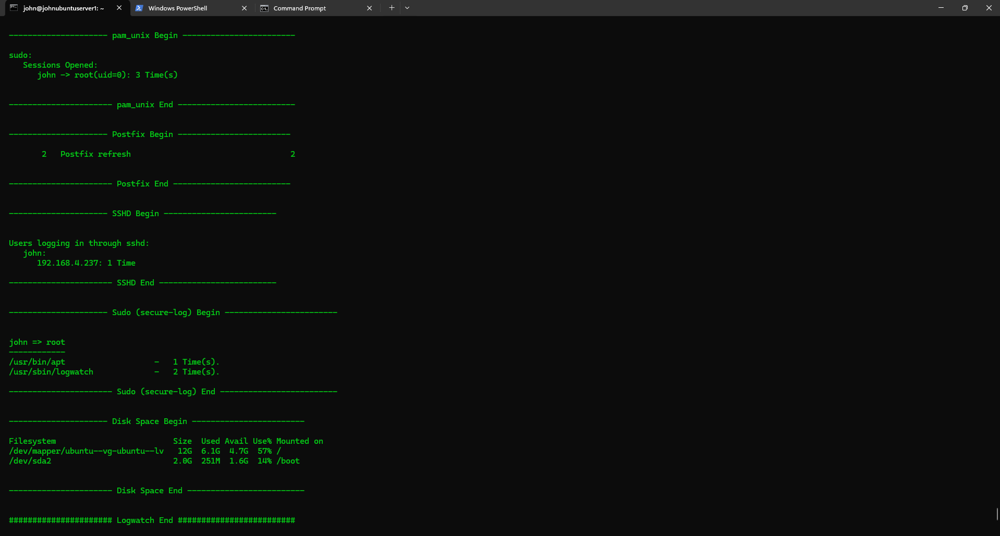 john@johnubuntuserver1: ~
Windows PowerShell
Command Prompt
--------------------- pam_unix Begin ------------------------
sudo:
   Sessions Opened:
      john -> root(uid=0): 3 Time(s)
---------------------- pam_unix End -------------------------
--------------------- Postfix Begin ------------------------
       2   Postfix refresh                                  2
---------------------- Postfix End -------------------------
--------------------- SSHD Begin ------------------------
Users logging in through sshd:
   john:
      192.168.4.237: 1 Time
---------------------- SSHD End -------------------------
--------------------- Sudo (secure-log) Begin ------------------------
john => root
------------
/usr/bin/apt                   -   1 Time(s).
/usr/sbin/logwatch             -   2 Time(s).
---------------------- Sudo (secure-log) End -------------------------
--------------------- Disk Space Begin ------------------------
Filesystem                         Size  Used Avail Use% Mounted on
/dev/mapper/ubuntu--vg-ubuntu--lv   12G  6.1G  4.7G  57% /
/dev/sda2                          2.0G  251M  1.6G  14% /boot
---------------------- Disk Space End -------------------------
###################### Logwatch End #########################